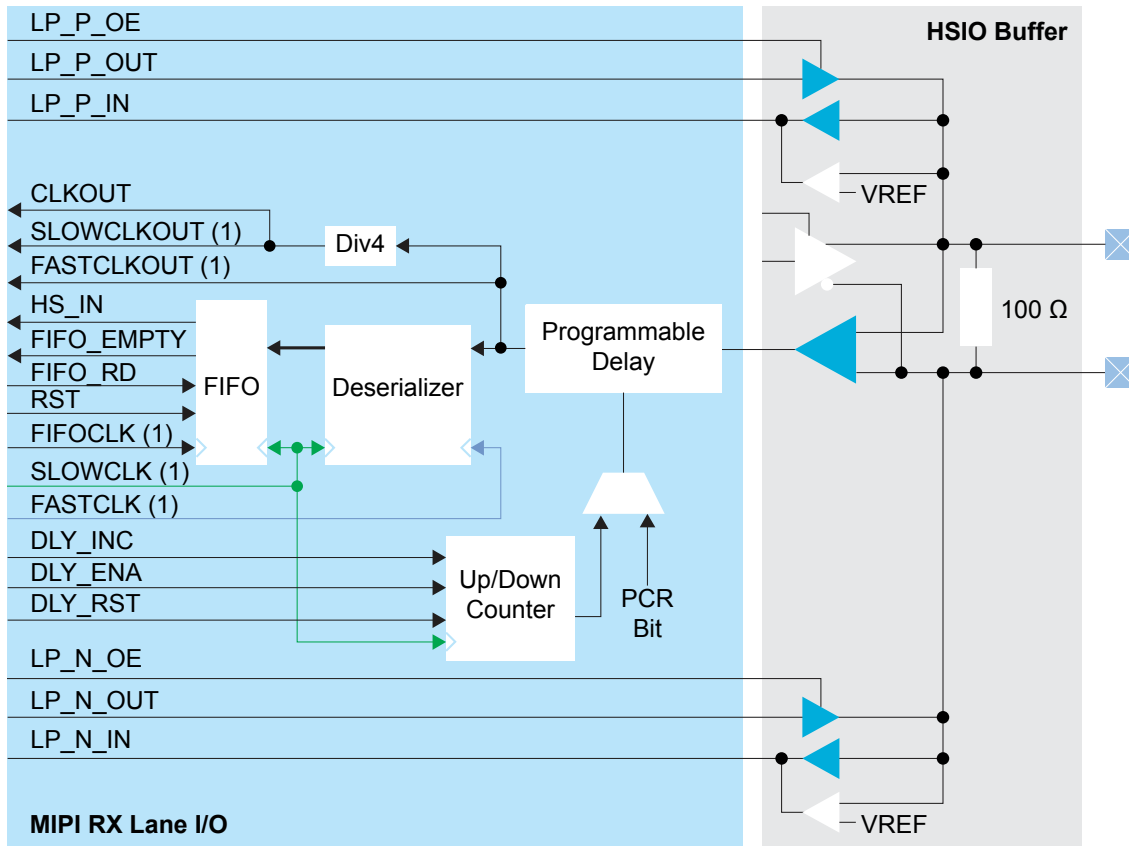 LP_P_OE
HSIO Buffer
LP_P_OUT
LP_P_IN
VREF
CLKOUT
SLOWCLKOUT (1)
Div4
FASTCLKOUT (1)
HS_IN
FIFO_EMPTY
FIFO_RD
RST
FIFOCLK (1)
SLOWCLK (1)
FASTCLK (1)
FIFO
Deserializer
Programmable
Delay
100 Ω
DLY_INC
DLY_ENA
DLY_RST
Up/Down
Counter
PCR
Bit
LP_N_OE
LP_N_OUT
LP_N_IN
VREF
MIPI RX Lane I/O